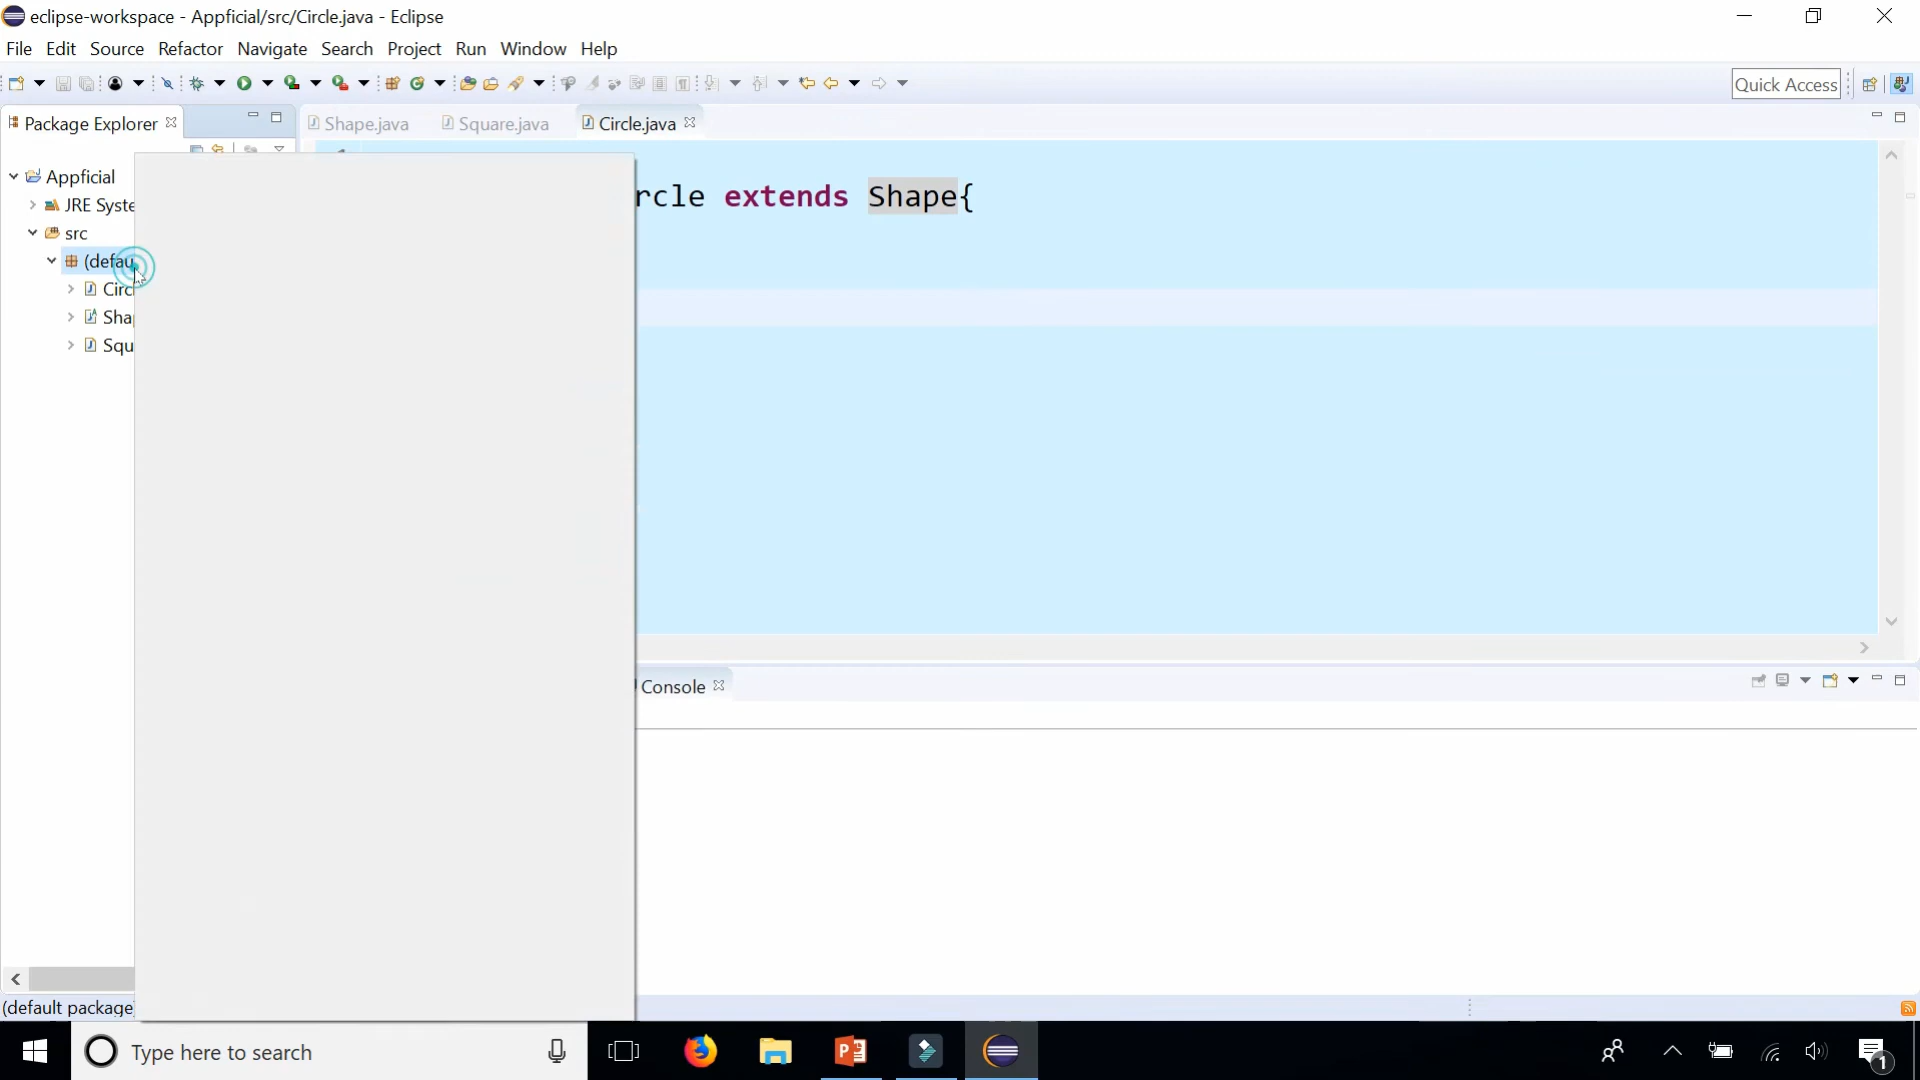 eclipse-workspace - Appficial/src/Circle.java - Eclipse
File Edit Source Refactor Navigate Search Project Run Window Help
Quick Access
Package Explorer
Shape.java Square.java Circle.java
Appficial
JRE Syste
rcle extends Shape{
src
(defau
Circ
Sha
Squ
Console
(default package)
Type here to search
1